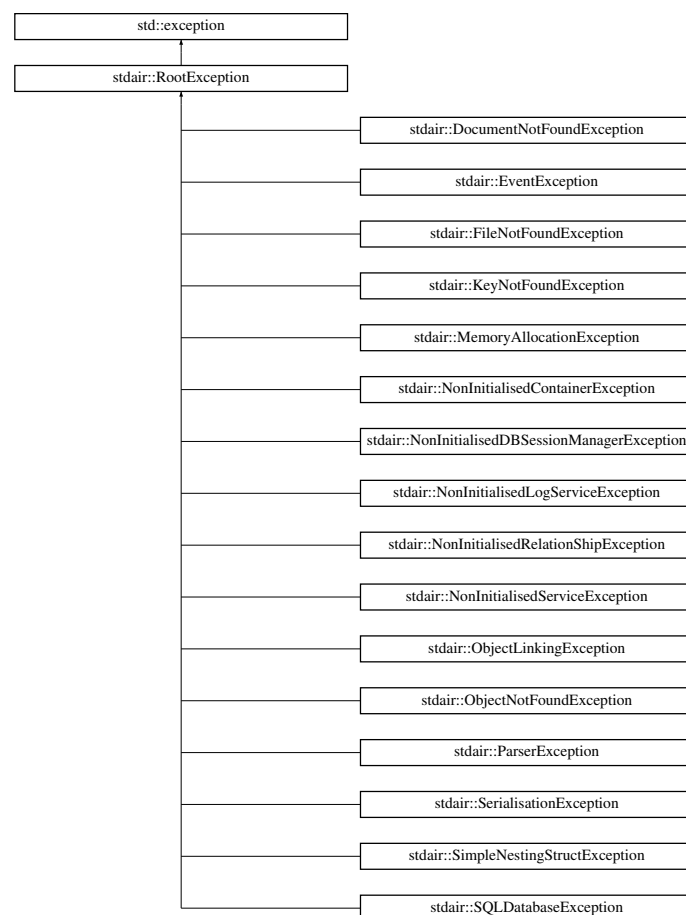 std::exception
stdair::RootException
stdair::DocumentNotFoundException
stdair::EventException
stdair::FileNotFoundException
stdair::KeyNotFoundException
stdair::MemoryAllocationException
stdair::NonInitialisedContainerException
stdair::NonInitialisedDBSessionManagerException
stdair::NonInitialisedLogServiceException
stdair::NonInitialisedRelationShipException
stdair::NonInitialisedServiceException
stdair::ObjectLinkingException
stdair::ObjectNotFoundException
stdair::ParserException
stdair::SerialisationException
stdair::SimpleNestingStructException
stdair::SQLDatabaseException